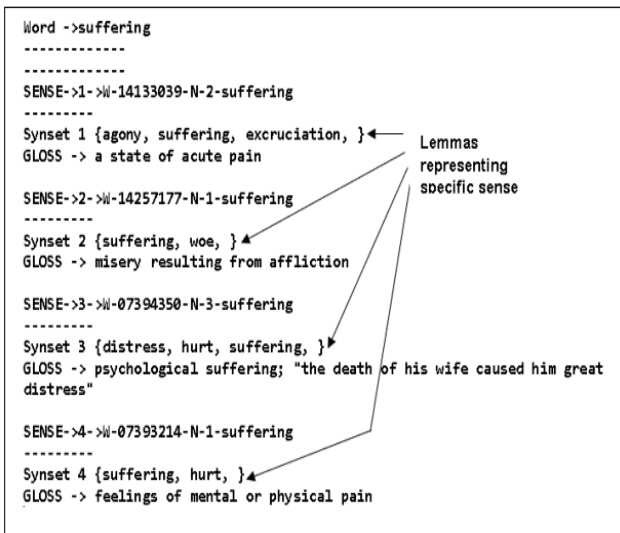 Word ->suffering
-------------
-------------
SENSE->1->W-14133039-N-2-suffering
---------
Synset 1 {agony, suffering, excruciation, }
GLOSS -> a state of acute pain
Lemmas
representing
specific sense
SENSE->2->W-14257177-N-1-suffering
---------
Synset 2 {suffering, woe, }
GLOSS -> misery resulting from affliction
SENSE->3->W-07394350-N-3-suffering
---------
Synset 3 {distress, hurt, suffering, }
GLOSS -> psychological suffering; "the death of his wife caused him great
distress"
SENSE->4->W-07393214-N-1-suffering
---------
Synset 4 {suffering, hurt, }
GLOSS -> feelings of mental or physical pain